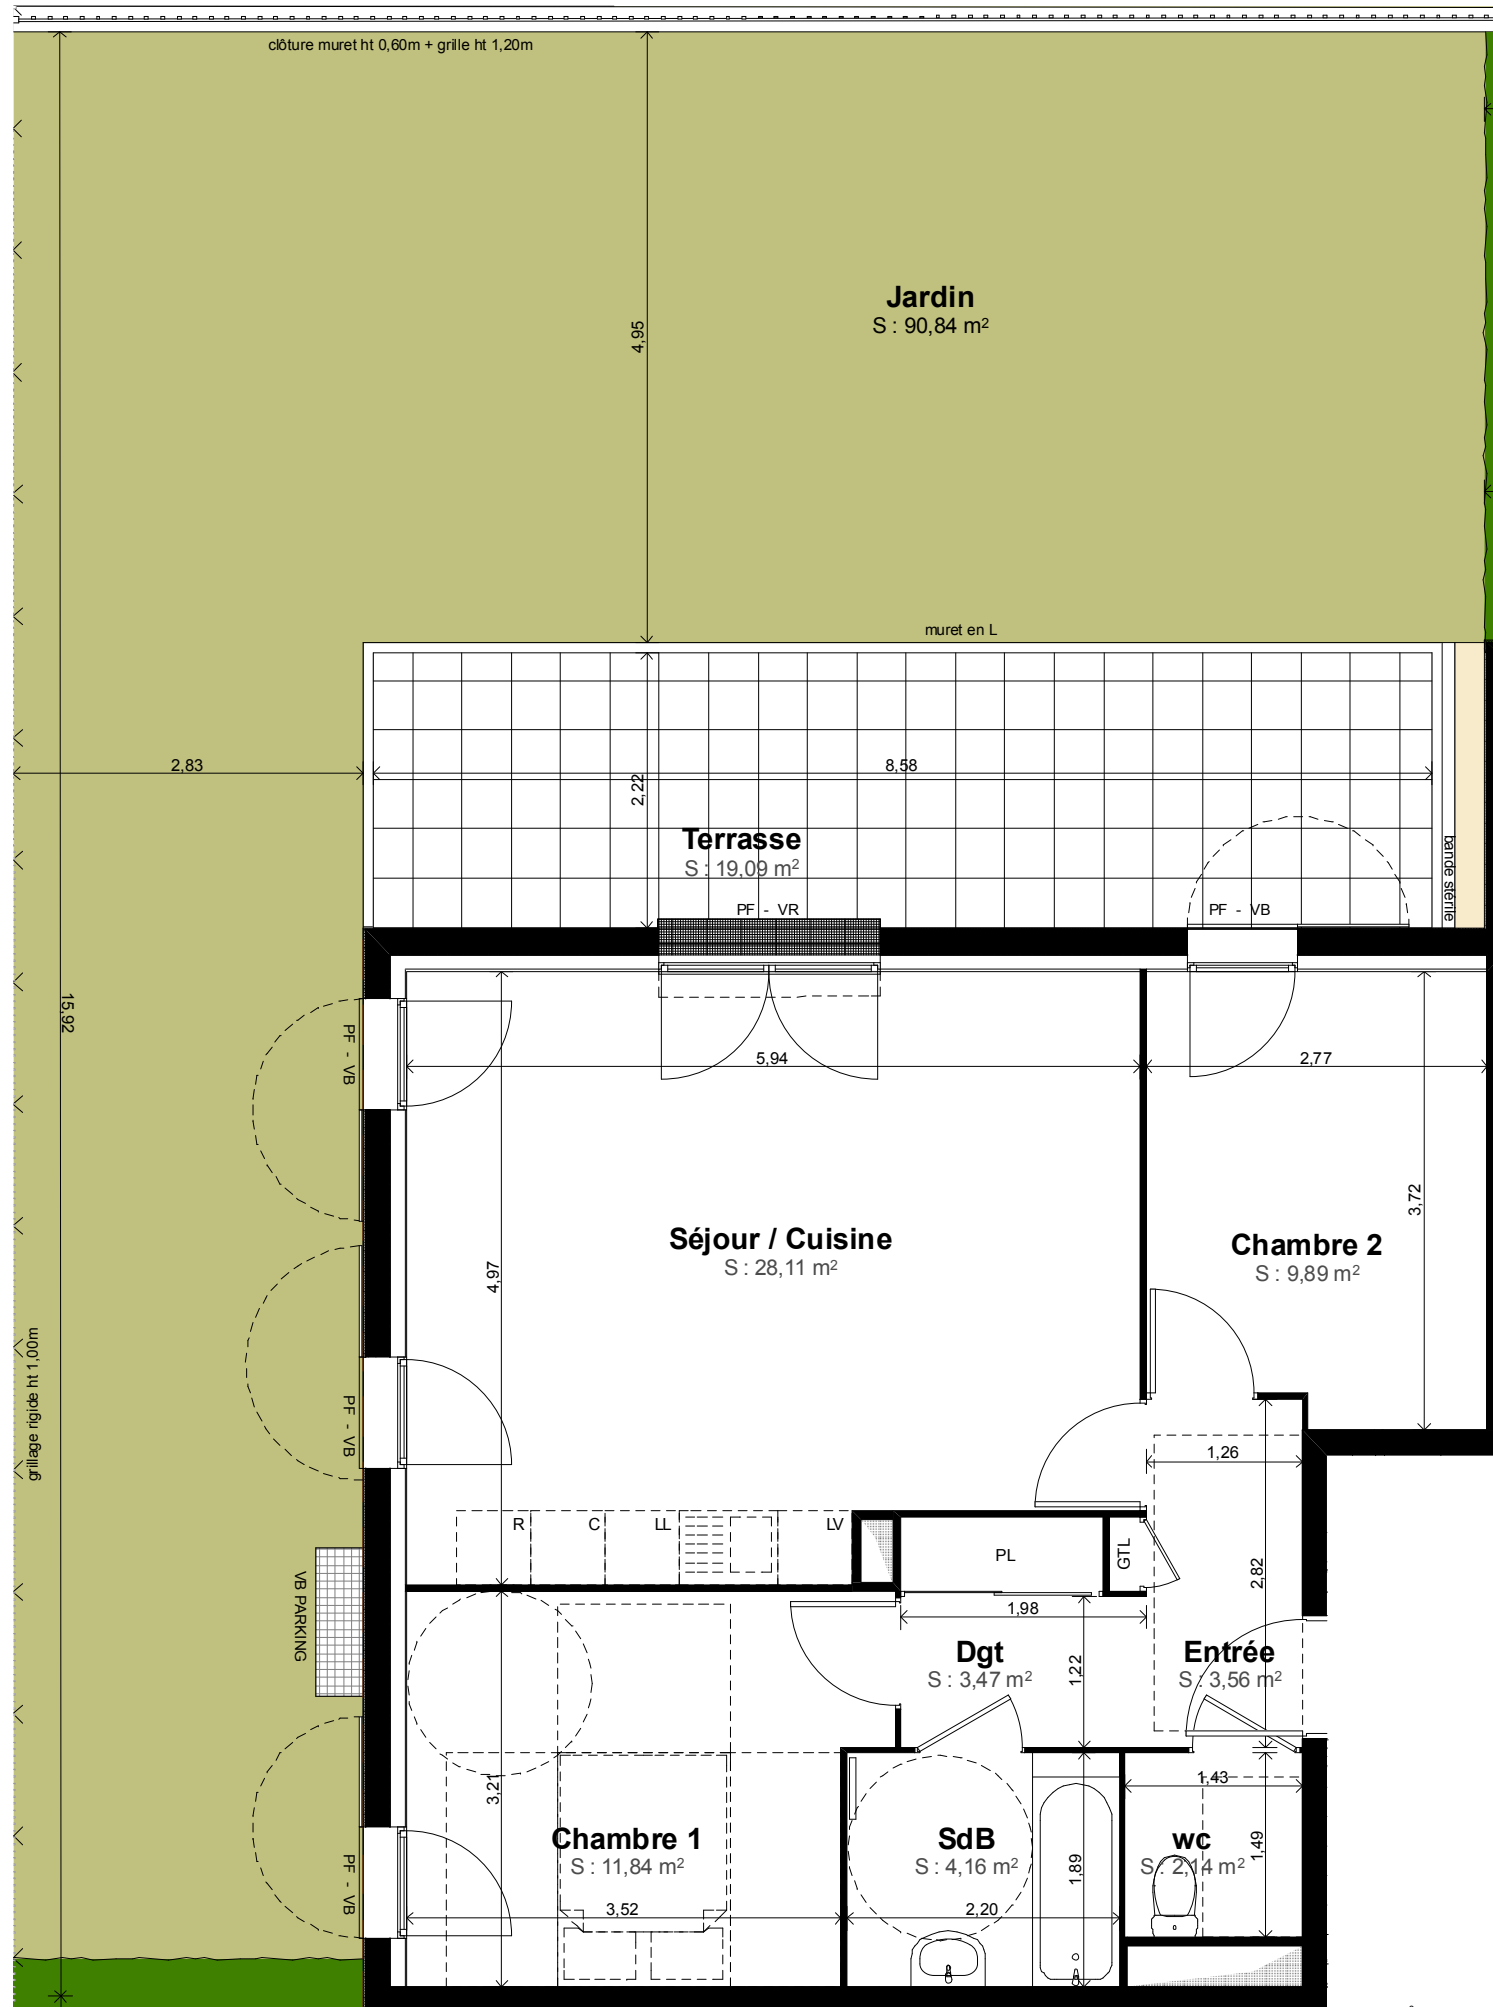 clôture muret ht 0,60m + grille ht 1,20m
Jardin
S : 90,84 m²
4,95
muret en L
2,83
8,58
2,22
Terrasse
S : 19,09 m²
bande stérile
PF - VR
PF - VB
15,92
PF - VB
5,94
2,77
3,72
Séjour / Cuisine
S : 28,11 m²
Chambre 2
S : 9,89 m²
4,97
grillage rigide ht 1,00m
PF - VB
1,26
R
C
LL
LV
PL
GTL
2,82
VB PARKING
1,98
Dgt
S : 3,47 m²
1,22
Entrée
S : 3,56 m²
3,21
1,43
Chambre 1
S : 11,84 m²
SdB
S : 4,16 m²
1,89
wc
S : 2,14 m²
1,49
PF - VB
3,52
2,20